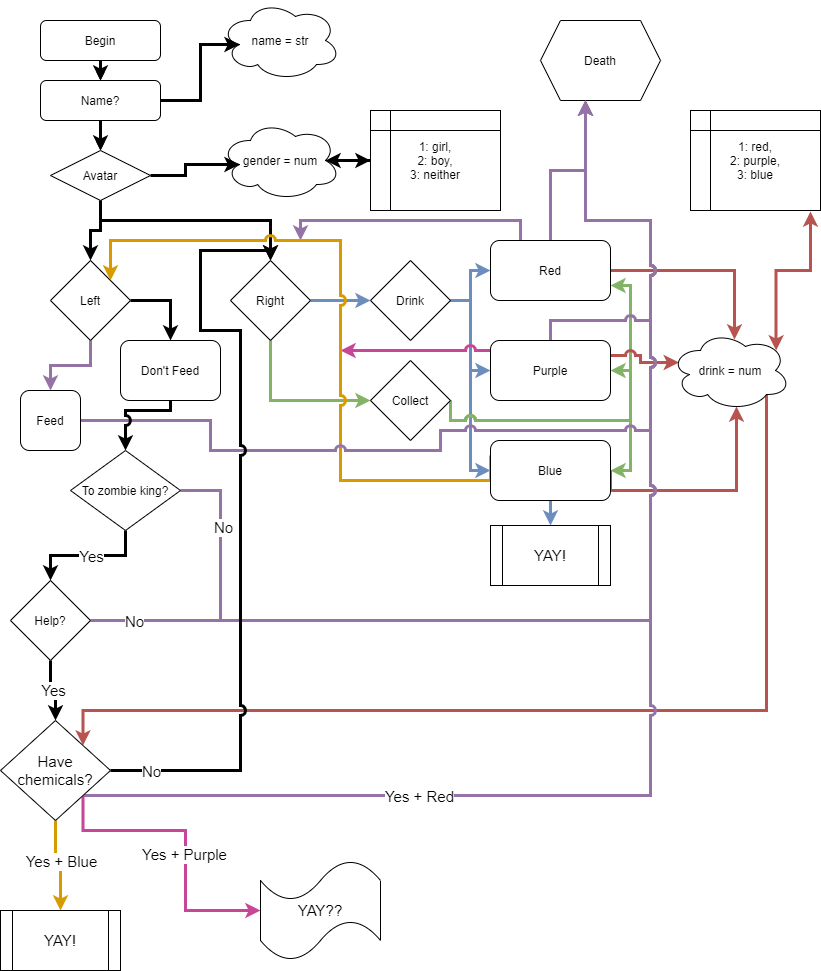 Begin
name = str
Death
Name?
gender = num
1: girl,
2: boy,
3: neither
1: red,
2: purple,
3: blue
Avatar
Left
Right
Drink
Red
Don't Feed
Purple
drink = num
Feed
Collect
Blue
To zombie king?
No
YAY!
Yes
Help?
No
Yes
Have
chemicals?
No
Yes + Red
Yes + Blue
Yes + Purple
YAY!
YAY??